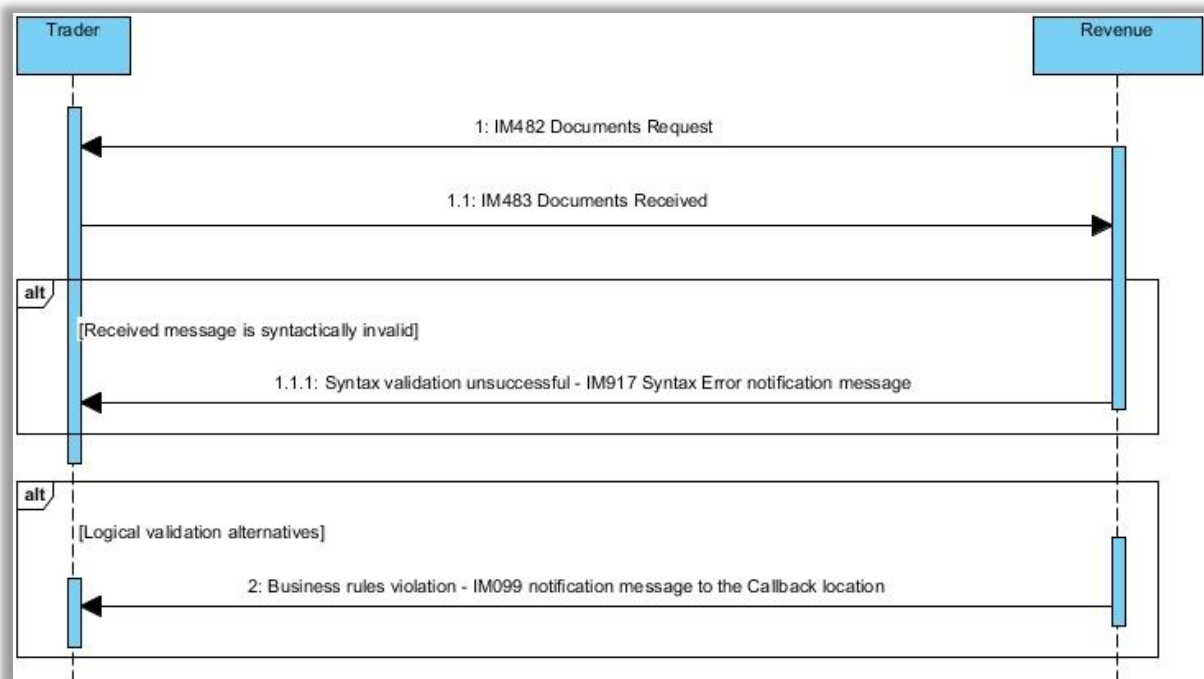 Trader
Revenue
1: IM482 Documents Request
1.1: IM483 Documents Received
alt
[Received message is syntactically invalid]
1.1.1: Syntax validation unsuccessful - IM917 Syntax Error notification message
alt
[Logical validation alternatives]
2: Business rules violation - IM099 notification message to the Callback location